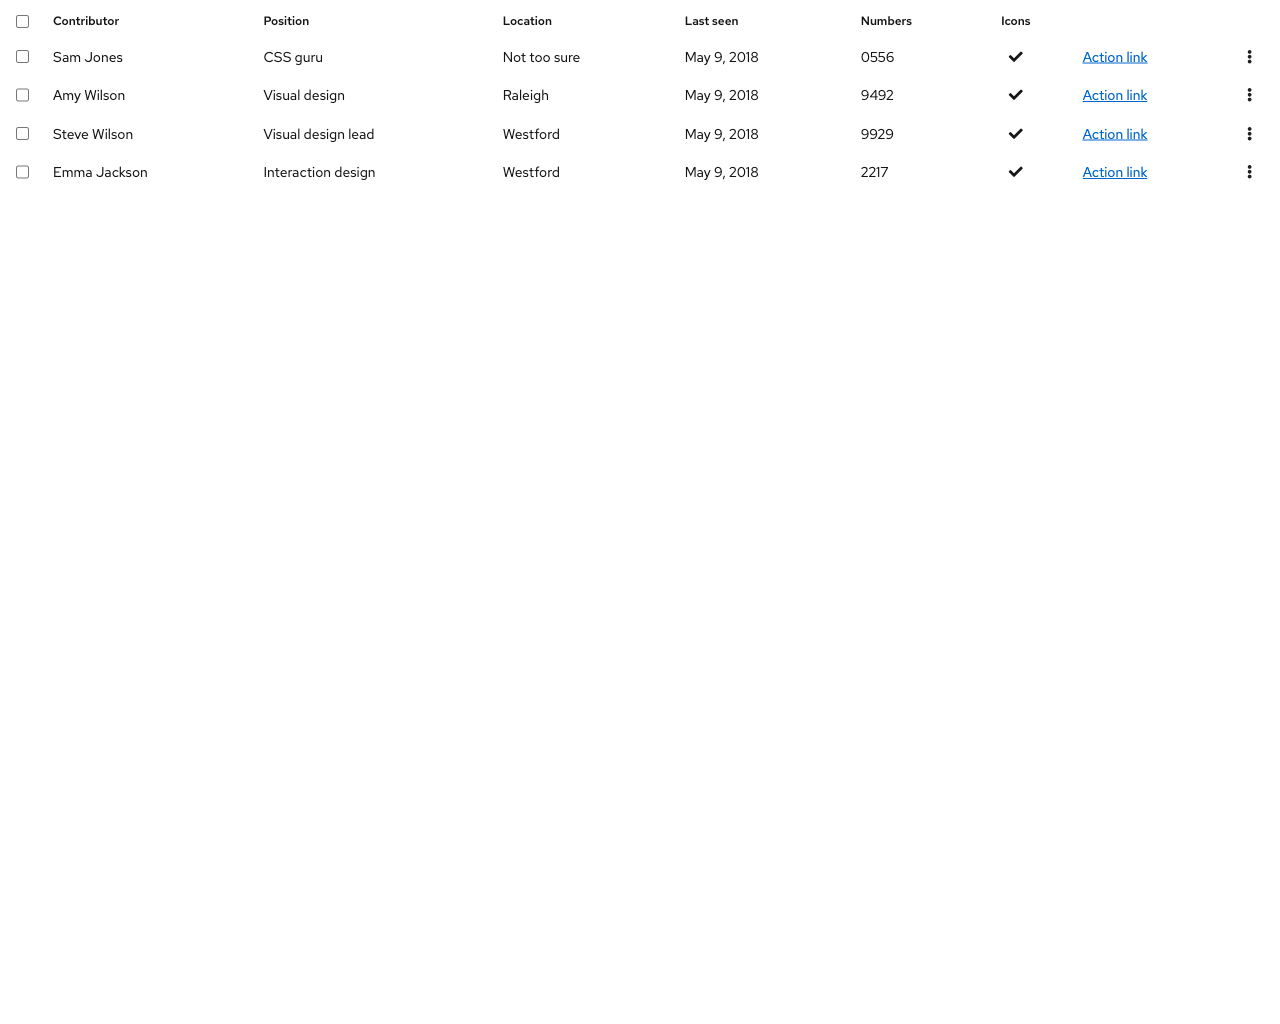 Contributor Position Location Last seen Numbers Icons
Sam Jones CSS guru Not too sure May 9, 2018 0556 Action link
Amy Wilson Visual design Raleigh May 9, 2018 9492 Action link
Steve Wilson Visual design lead Westford May 9, 2018 9929 Action link
Emma Jackson Interaction design Westford May 9, 2018 2217 Action link